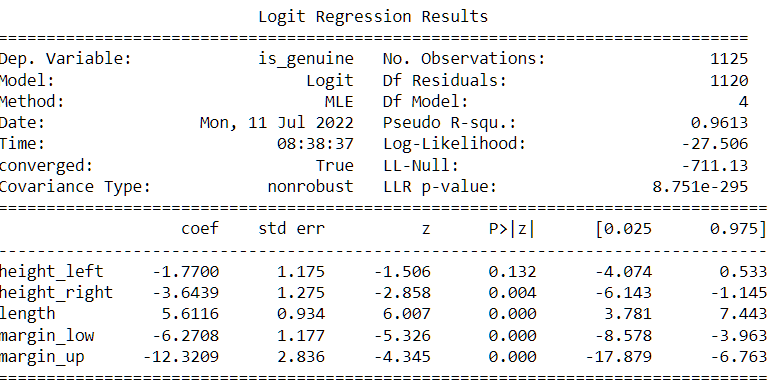 Logit Regression Results
==============================================================================
Dep. Variable: is_genuine No. Observations: 1125
Model: Logit Df Residuals: 1120
Method: MLE Df Model: 4
Date: Mon, 11 Jul 2022 Pseudo R-squ.: 0.9613
Time: 08:38:37 Log-Likelihood: -27.506
converged: True LL-Null: -711.13
Covariance Type: nonrobust LLR p-value: 8.751e-295
==============================================================================
coef std err z P>|z| [0.025 0.975]
------------------------------------------------------------------------------
height_left -1.7700 1.175 -1.506 0.132 -4.074 0.533
height_right -3.6439 1.275 -2.858 0.004 -6.143 -1.145
length 5.6116 0.934 6.007 0.000 3.781 7.443
margin_low -6.2708 1.177 -5.326 0.000 -8.578 -3.963
margin_up -12.3209 2.836 -4.345 0.000 -17.879 -6.763
==============================================================================